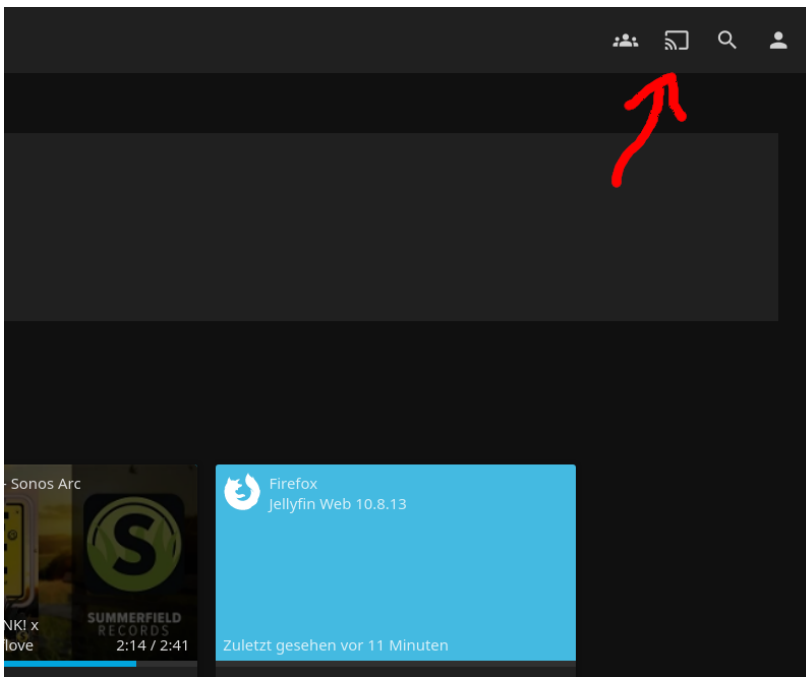 - Sonos Arc
Firefox
Jellyfin Web 10.8.13
S
SUMMERFIELD
RECORDS
NK! x
love
2:14 / 2:41
Zuletzt gesehen vor 11 Minuten